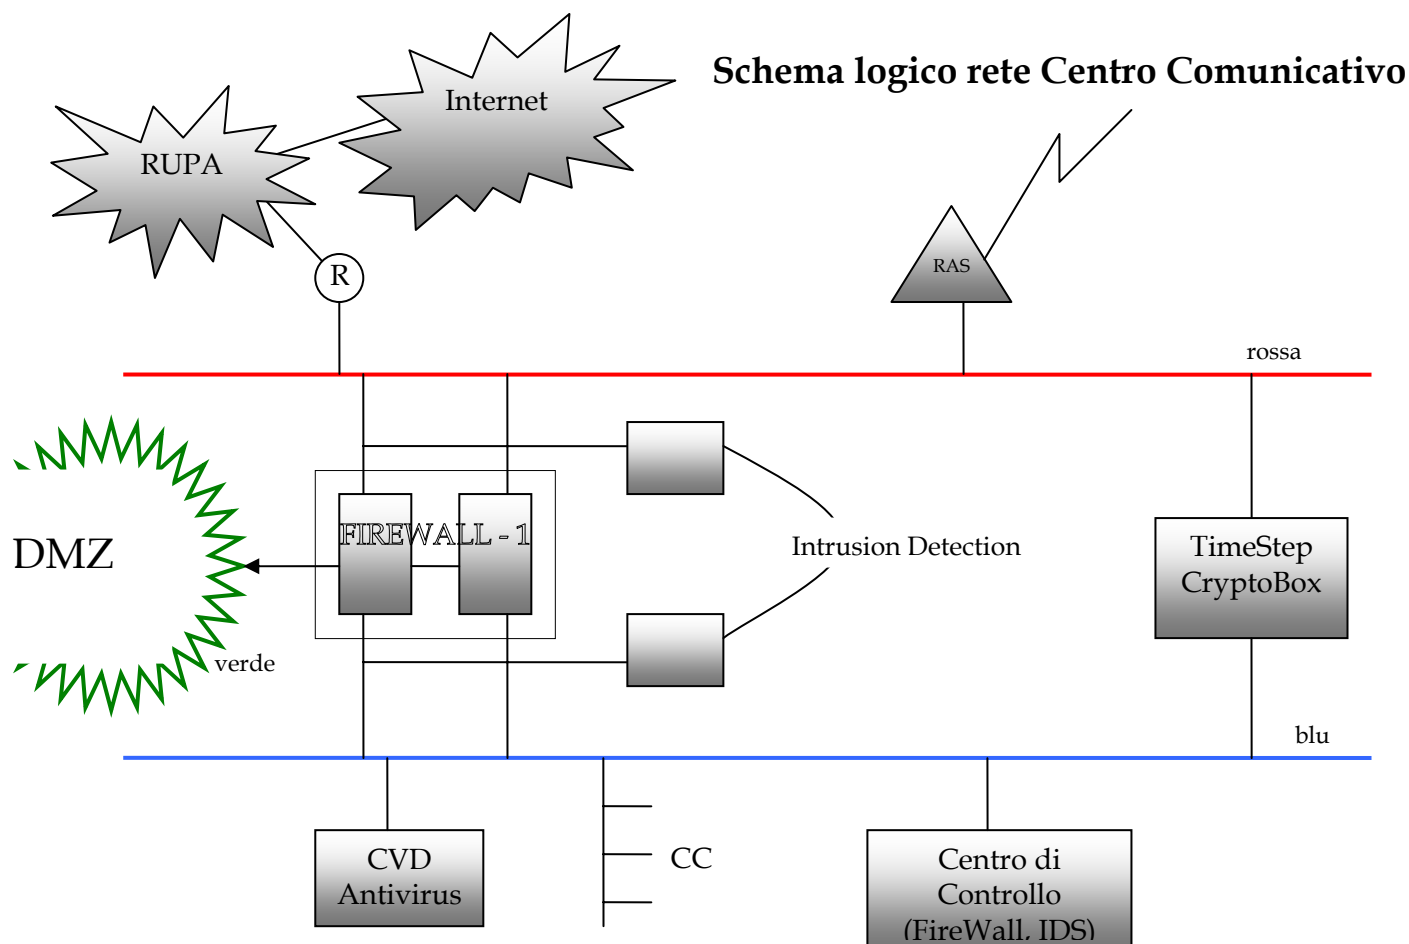 Schema logico rete Centro Comunicativo
Internet
RUPA
R
RAS
rossa
FIREWALL - 1
DMZ
Intrusion Detection
TimeStep
CryptoBox
verde
blu
CVD
Antivirus
CC
Centro di
Controllo
(FireWall, IDS)